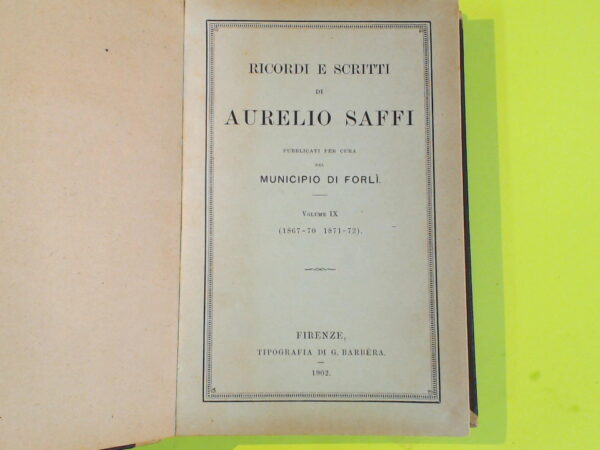 RICORDI E SCRITTI
DI
AURELIO SAFFI
PUBBLICATI PER CURA
DEL
MUNICIPIO DI FORLÌ.
VOLUME IX
(1867-70 1871-72).
FIRENZE,
TIPOGRAFIA DI G. BARBÈRA.
1902.